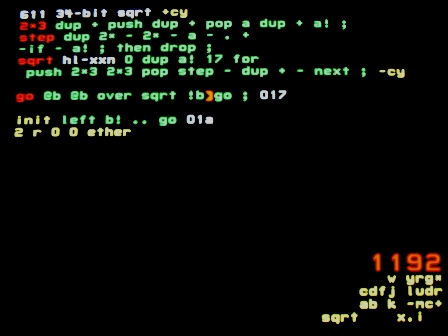 611 34-bit sqrt +cy
2*3 dup + push dup + pop a dup + a! ;
step dup 2* - 2* - a - . +
-if - a! ; then drop ;
sqrt hl-xxn 0 dup a! 17 for
push 2*3 2*3 pop step - dup + - next ; -cy
go @b @b over sqrt !b go ; 017
init left b! .. go 01a
2 r 0 0 ether
1192
w yrg*
cdfj ludr
ab k -mc+
sqrt x.i